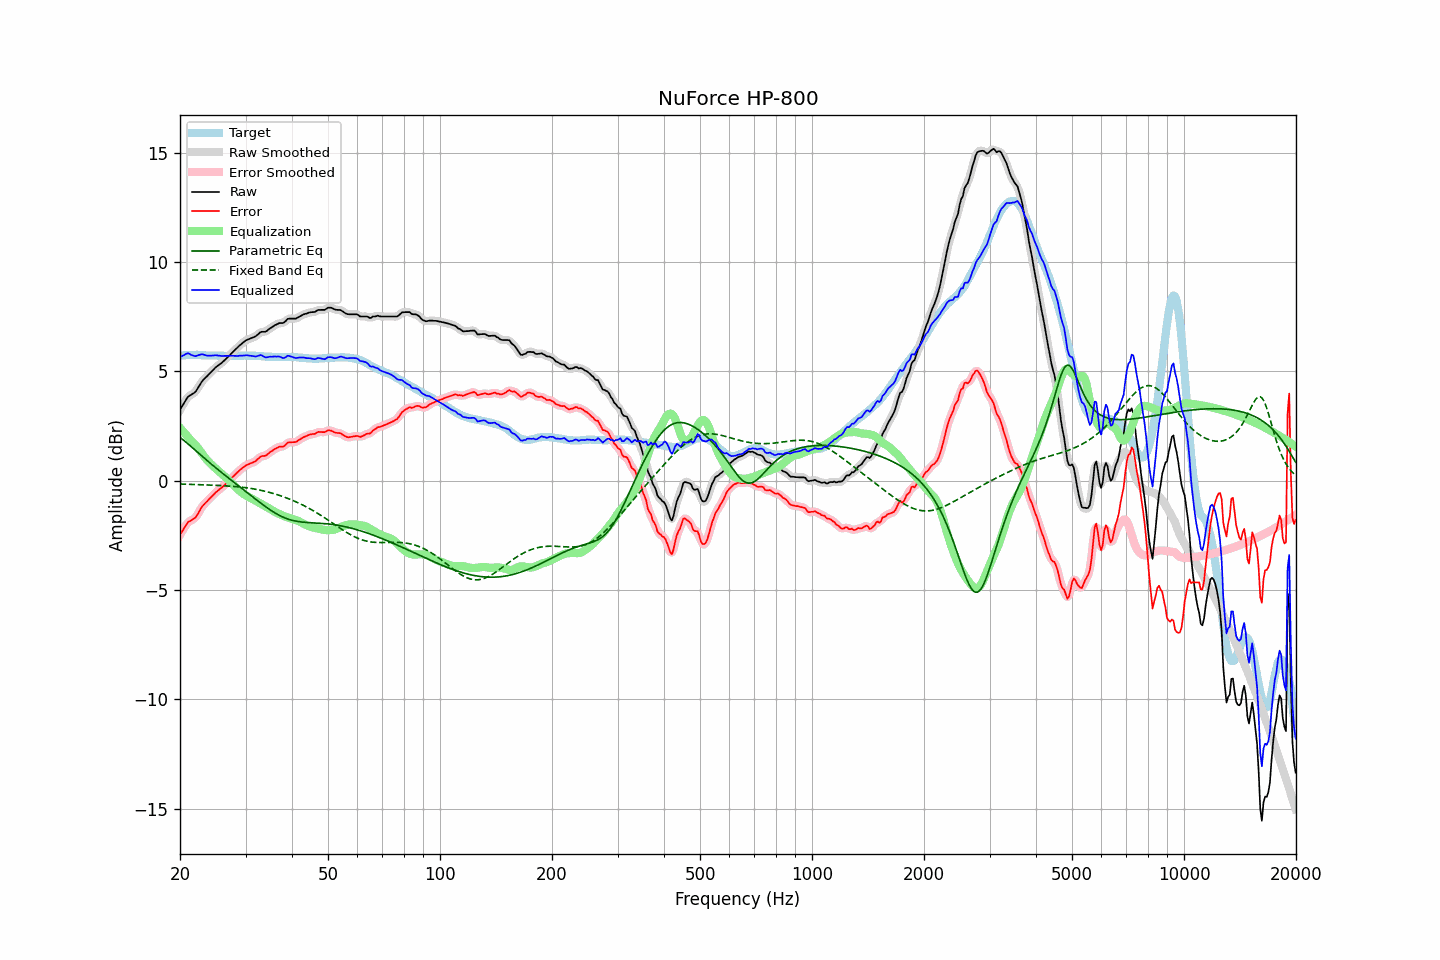 NuForce HP-800
Target
Raw Smoothed
Error Smoothed
Raw
Error
Equalization
Parametric Eq
Fixed Band Eq
Equalized
15
10
5
0
−5
−10
−15
Amplitude (dBr)
20 50 100 200 500 1000 2000 5000 10000 20000
Frequency (Hz)